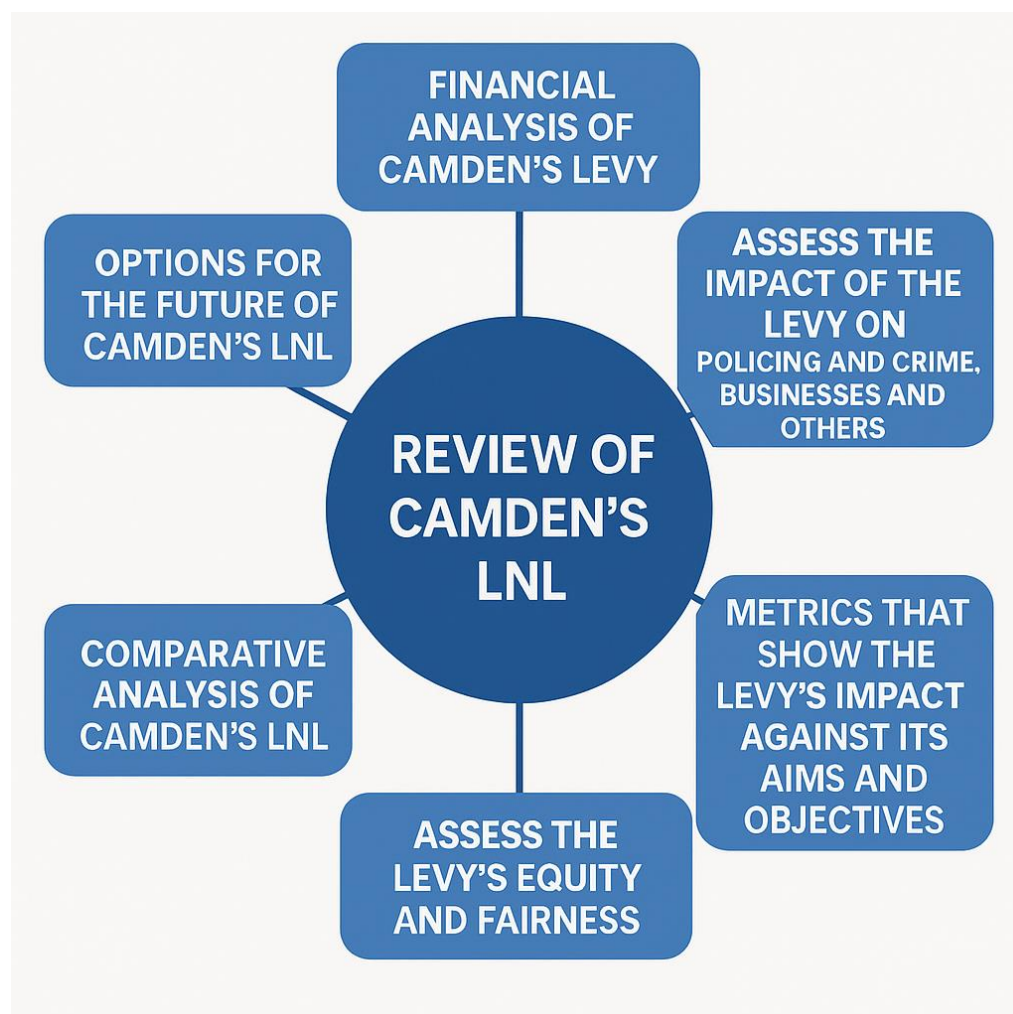 FINANCIAL
ANALYSIS OF
CAMDEN'S LEVY
ASSESS THE
IMPACT OF THE
LEVY ON
POLICING AND CRIME,
BUSINESSES AND
OTHERS
METRICS THAT
SHOW THE
LEVY'S IMPACT
AGAINST ITS
AIMS AND
OBJECTIVES
ASSESS THE
LEVY'S EQUITY
AND FAIRNESS
COMPARATIVE
ANALYSIS OF
CAMDEN'S LNL
OPTIONS FOR
THE FUTURE OF
CAMDEN'S LNL
REVIEW OF
CAMDEN'S
LNL